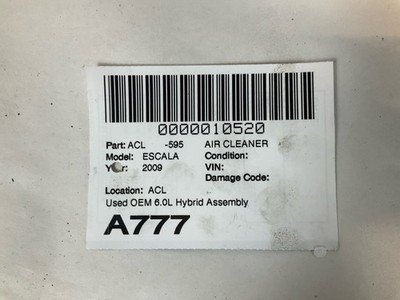 0000010520
Part: ACL -595 AIR CLEANER
Model: ESCALA Condition:
Year: 2009 VIN:
Damage Code:
Location: ACL
Used OEM 6.0L Hybrid Assembly
A777